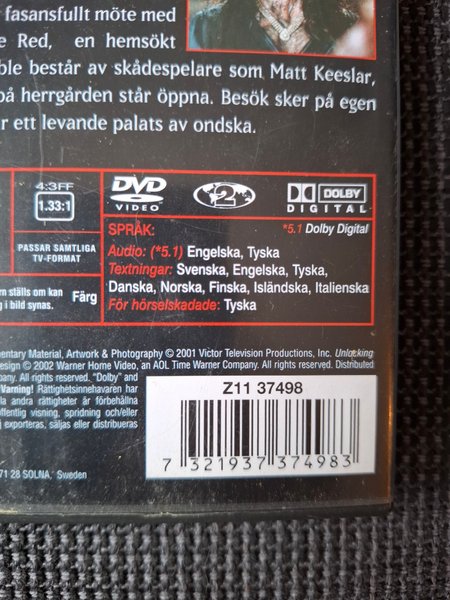 fasansfullt möte med
e Red, en hemsökt
ble består av skådespelare som Matt Keeslar,
på herrgården står öppna. Besök sker på egen
r ett levande palats av ondska.
4:3FF
1.33:1
PASSAR SAMTLIGA
TV-FORMAT
DVD
VIDEO
2
DOLBY
DIGITAL
SPRÅK:
*5.1 Dolby Digital
Audio: (*5.1) Engelska, Tyska
Textningar: Svenska, Engelska, Tyska,
Danska, Norska, Finska, Isländska, Italienska
För hörselskadade: Tyska
m ställs om kan
g i bild synas.
Färg
mentary Material, Artwork & Photography © 2001 Victor Television Productions, Inc. Unlocking
design © 2002 Warner Home Video, an AOL Time Warner Company. All rights reserved. Distributed
pany. All rights reserved. "Dolby" and
Varning! Rättighetsinnehavaren har
la andra rättigheter är förbehållna
offentlig visning, spridning och/eller
j exporteras, säljas eller distribueras
Z11 37498
7 321937 374983
71 28 SOLNA, Sweden